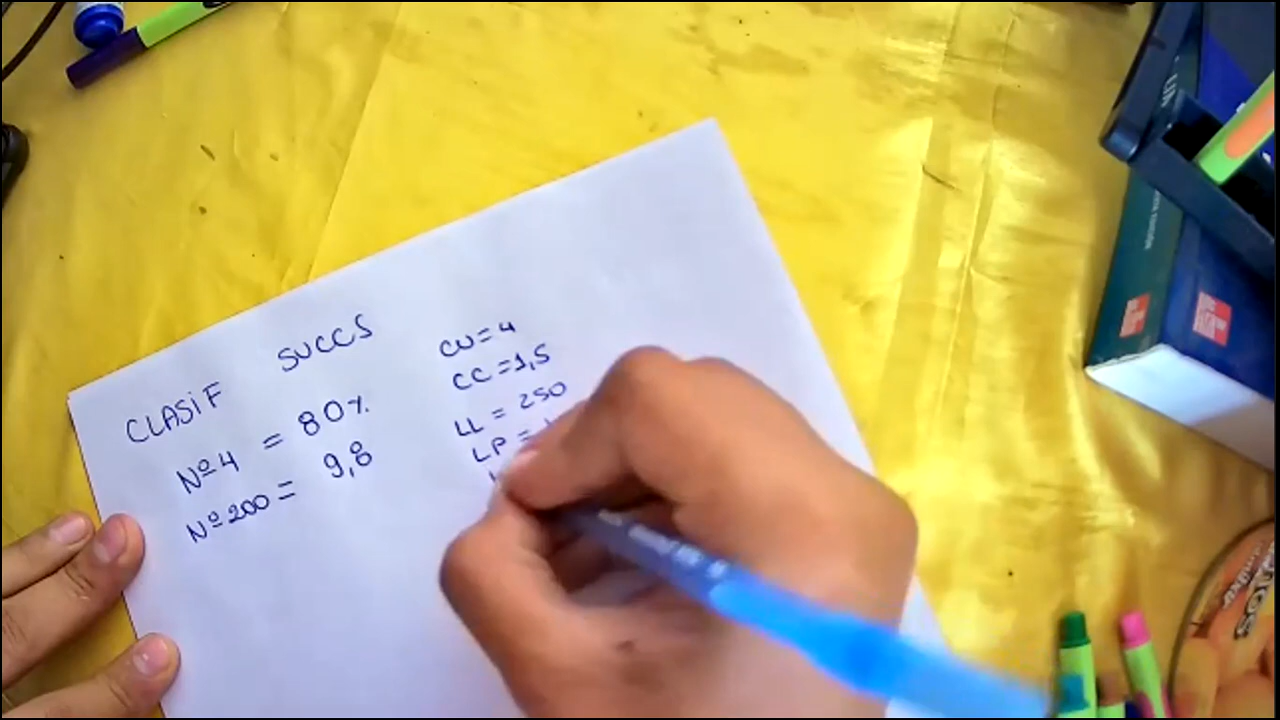 CLASiF SUCCS
Nº4 = 80%
Nº200 = 9,8
CU = 4
CC = 1,5
LL = 250
LP =